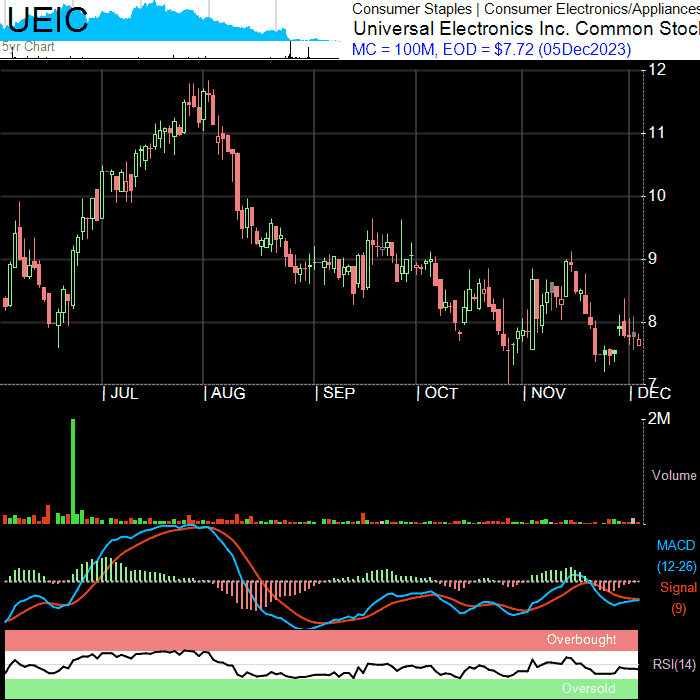 UEIC
5yr Chart
Consumer Staples | Consumer Electronics/Appliances
Universal Electronics Inc. Common Stoc
MC = 100M, EOD = $7.72 (05Dec2023)
12
11
10
9
8
7
JUL AUG SEP OCT NOV DEC
2M
Volume
MACD
(12-26)
Signal
(9)
Overbought
RSI(14)
Oversold